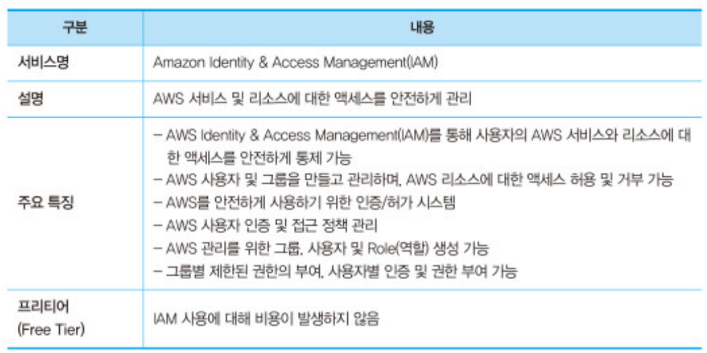 구분 내용
서비스명 Amazon Identity & Access Management(IAM)
설명 AWS 서비스 및 리소스에 대한 액세스를 안전하게 관리
주요 특징
– AWS Identity & Access Management(IAM)를 통해 사용자의 AWS 서비스와 리소스에 대
한 액세스를 안전하게 통제 가능
– AWS 사용자 및 그룹을 만들고 관리하며, AWS 리소스에 대한 액세스 허용 및 거부 가능
– AWS를 안전하게 사용하기 위한 인증/허가 시스템
– AWS 사용자 인증 및 접근 정책 관리
– AWS 관리를 위한 그룹, 사용자 및 Role(역할) 생성 가능
– 그룹별 제한된 권한의 부여, 사용자별 인증 및 권한 부여 가능
프리티어
(Free Tier)
IAM 사용에 대해 비용이 발생하지 않음